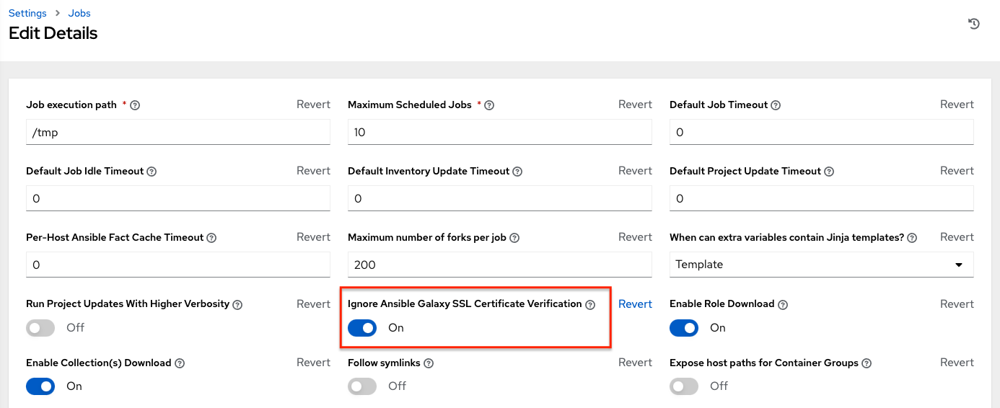 Settings > Jobs
Edit Details
Job execution path * Revert Maximum Scheduled Jobs * Revert Default Job Timeout Revert
/tmp 10 0
Default Job Idle Timeout Revert Default Inventory Update Timeout Revert Default Project Update Timeout Revert
0 0 0
Per-Host Ansible Fact Cache Timeout Revert Maximum number of forks per job Revert When can extra variables contain Jinja templates? Revert
0 200 Template
Run Project Updates With Higher Verbosity Revert Ignore Ansible Galaxy SSL Certificate Verification Revert Enable Role Download Revert
Off On On
Enable Collection(s) Download Revert Follow symlinks Revert Expose host paths for Container Groups Revert
On Off Off